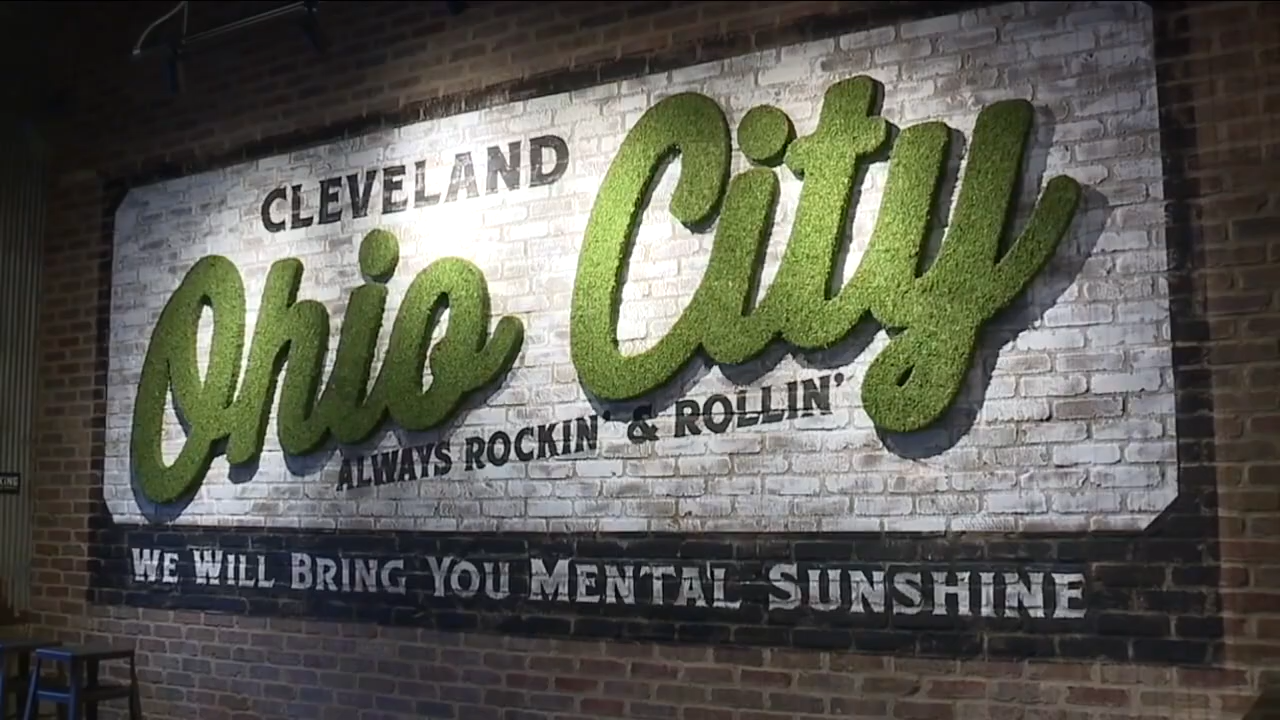 CLEVELAND
Ohio City
ALWAYS ROCKIN' & ROLLIN'
WE WILL BRING YOU MENTAL SUNSHINE